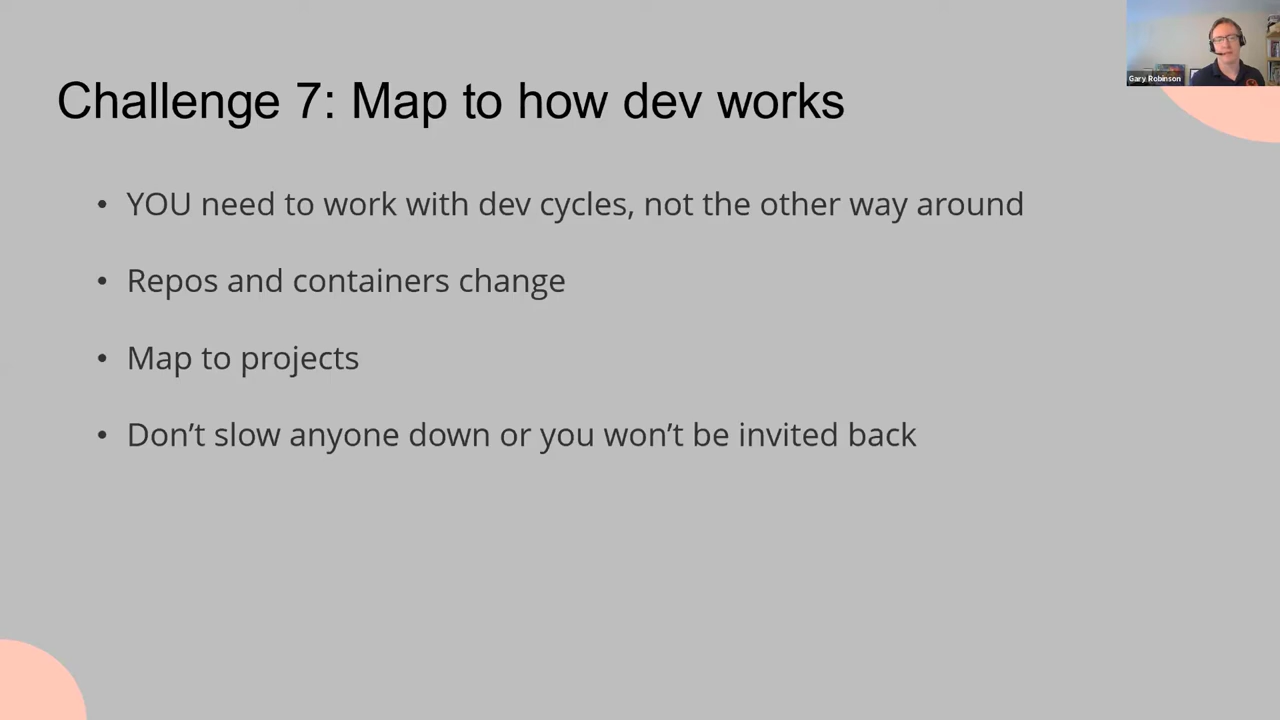 Challenge 7: Map to how dev works
• YOU need to work with dev cycles, not the other way around
• Repos and containers change
• Map to projects
• Don’t slow anyone down or you won’t be invited back
Gary Robinson